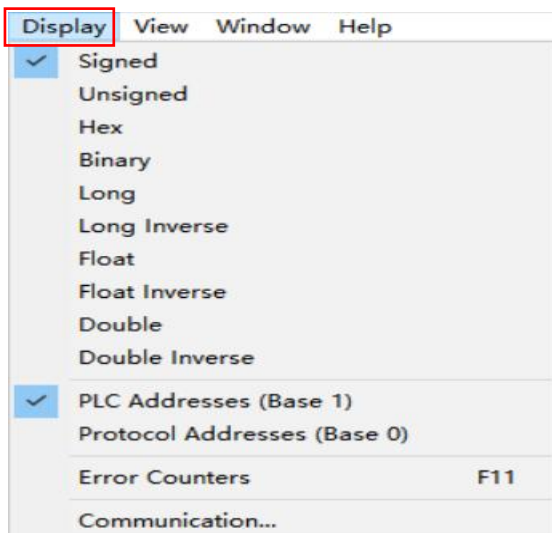 Display View Window Help
Signed
Unsigned
Hex
Binary
Long
Long Inverse
Float
Float Inverse
Double
Double Inverse
PLC Addresses (Base 1)
Protocol Addresses (Base 0)
Error Counters F11
Communication...